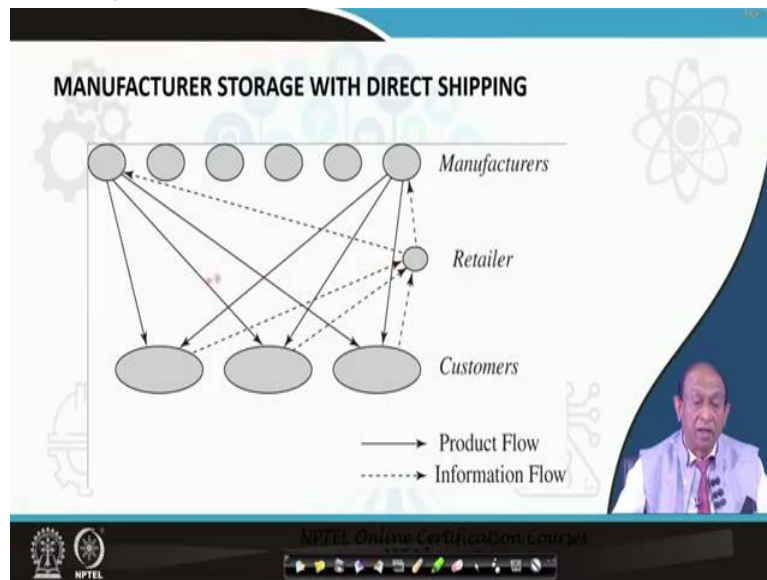 MANUFACTURER STORAGE WITH DIRECT SHIPPING
Manufacturers
Retailer
Customers
Product Flow
Information Flow
NPTEL Online Certification Courses
NPTEL